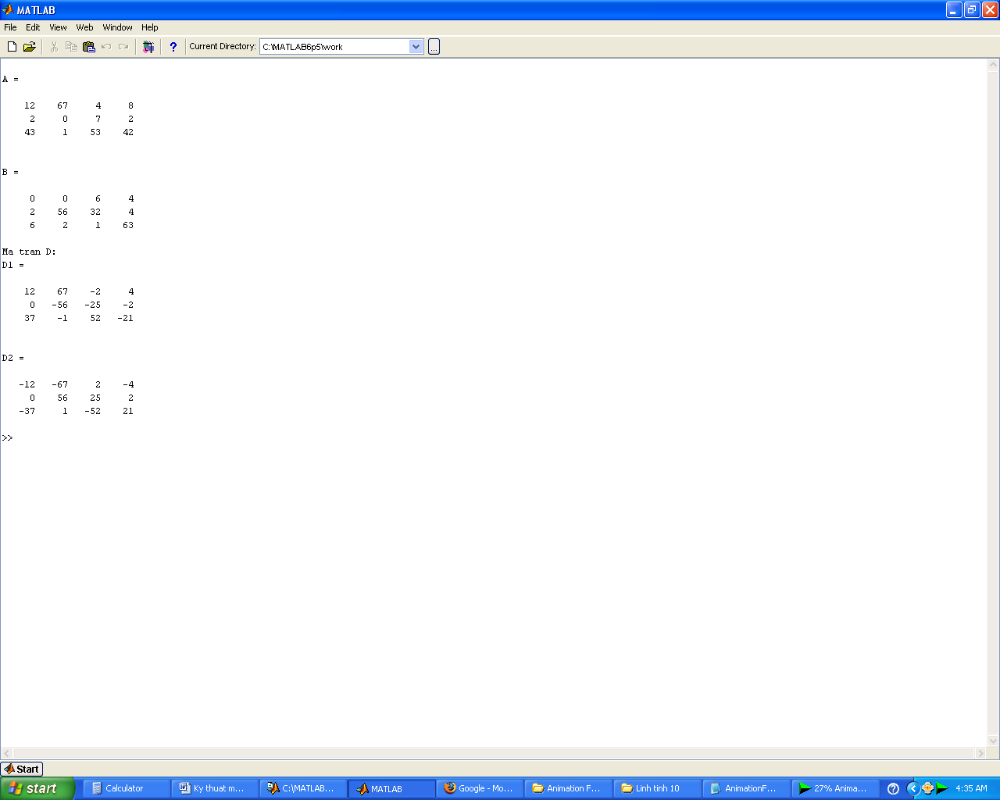 MATLAB
File Edit View Web Window Help
? Current Directory: C:\MATLAB6p5\work ...
A =
12 67 4 8
2 0 7 2
43 1 53 42
B =
0 0 6 4
2 56 32 4
6 2 1 63
Ma tran D:
D1 =
12 67 -2 4
0 -56 -25 -2
37 -1 52 -21
D2 =
-12 -67 2 -4
0 56 25 2
-37 1 -52 21
>>
Start
start Calculator Ky thuat m... C:\MATLAB... MATLAB Google - Mo... Animation F... Linh tinh 10 AnimationF... 27% Anima... ? 4:35 AM